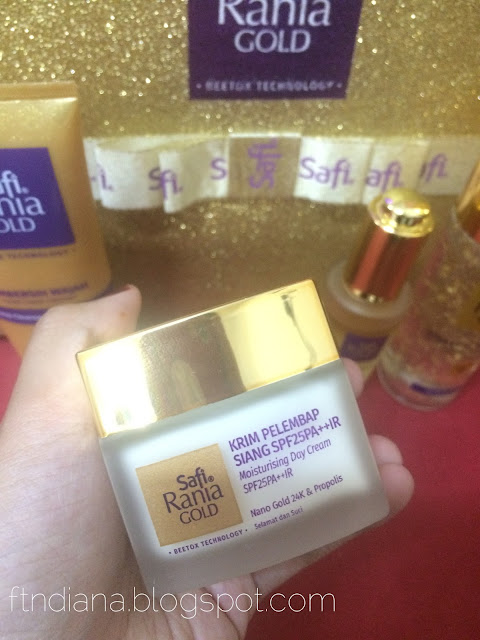 Rania
GOLD
• BEETOX TECHNOLOGY •
Safi.
Safi.
Safi.
Safi.
Rania
GOLD
TECHNOLOGY •
KRIM PELEMBAP
SIANG SPF25PA++IR
Moisturising Day Cream
SPF25PA++IR
Nano Gold 24K & Propolis
Selamat dan Suci
Safi
Rania
GOLD
• BEETOX TECHNOLOGY •
ftndiana.blogspot.com